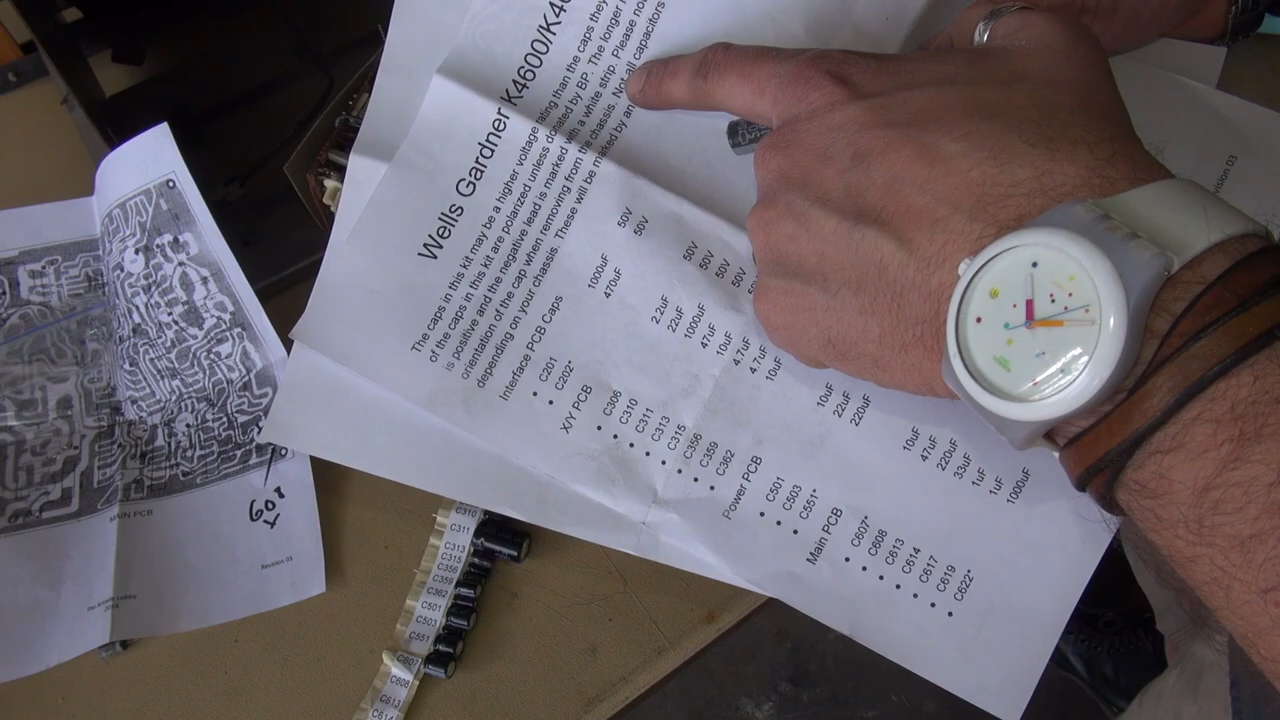 Wells Gardner K4600/K46
The caps in this kit may be a higher voltage rating than the caps they
of the caps in this kit are polarized unless donated by BP. The longer
is positive and the negative lead is marked with a white strip. Please no
orientation of the cap when removing from the chassis. Not all capacitors
depending on your chassis. These will be marked by an
Interface PCB Caps
• C201 1000uF 50V
• C202* 470uF 50V
X/Y PCB
• C306 2.2uF 50V
• C310 22uF 50V
• C311 1000uF 50V
• C313 47uF 50V
• C315 10uF
• C356 4.7uF
• C359 4.7uF
• C362 10uF
Power PCB
• C501 10uF
• C503 22uF
• C551* 220uF
Main PCB
• C607* 10uF
• C608 47uF
• C613 220uF
• C614 33uF
• C617 1uF
• C619 1uF
• C622* 1000uF
MAIN PCB
Revision 03
2014
vision 03
C310
C311
C313
C315
C356
C359
C362
C501
C503
C551
C607
C608
C613
C614